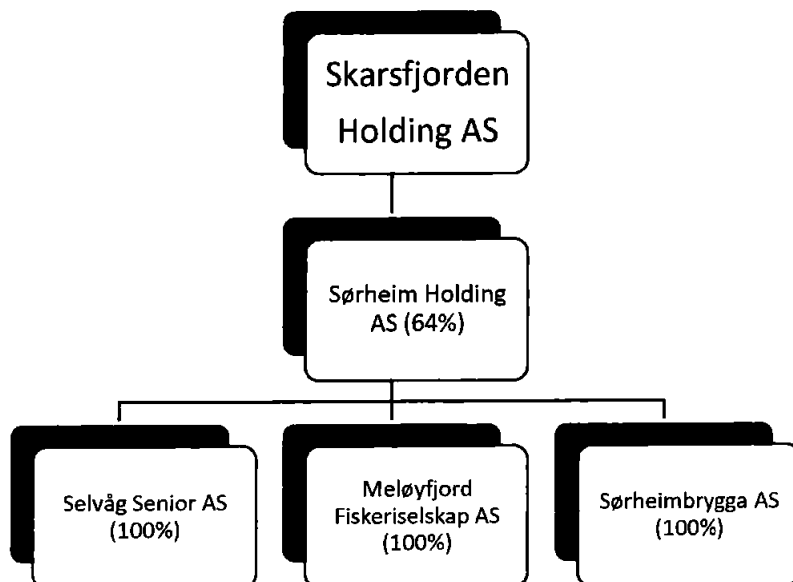 Skarsfjorden
Holding AS
Sørheim Holding
AS (64%)
Selvåg Senior AS
(100%)
Meløyfjord
Fiskeriselskap AS
(100%)
Sørheimbrygga AS
(100%)